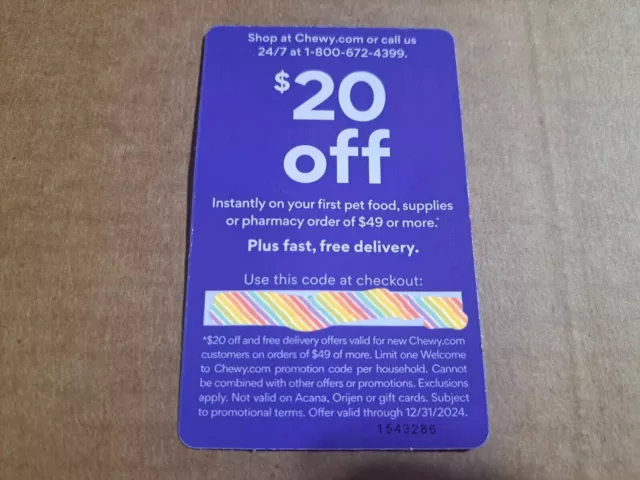 Shop at Chewy.com or call us
24/7 at 1-800-672-4399.
$20
off
Instantly on your first pet food, supplies
or pharmacy order of $49 or more.*
Plus fast, free delivery.
Use this code at checkout:
*$20 off and free delivery offers valid for new Chewy.com
customers on orders of $49 of more. Limit one Welcome
to Chewy.com promotion code per household. Cannot
be combined with other offers or promotions. Exclusions
apply. Not valid on Acana, Orijen or gift cards. Subject
to promotional terms. Offer valid through 12/31/2024.
1543286